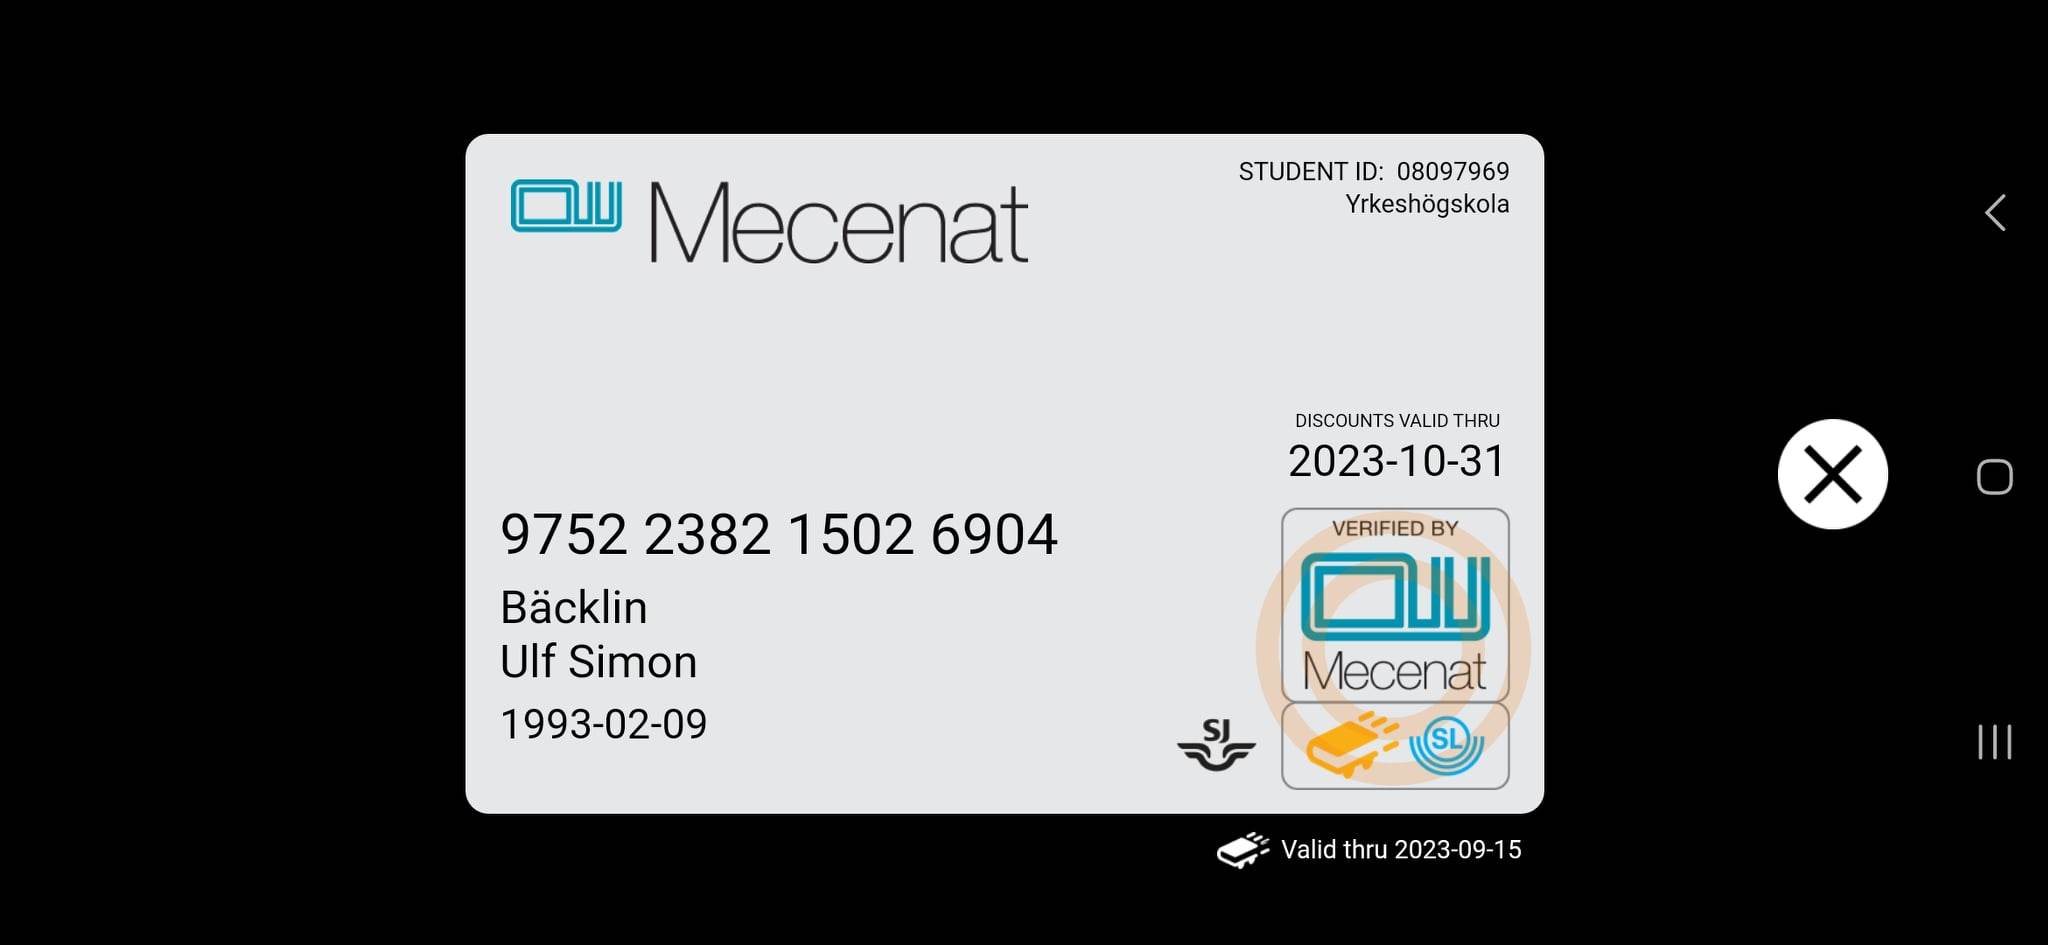 Mecenat
STUDENT ID: 08097969
Yrkeshögskola
DISCOUNTS VALID THRU
2023-10-31
9752 2382 1502 6904
Bäcklin
Ulf Simon
1993-02-09
VERIFIED BY
Mecenat
SJ
SL
Valid thru 2023-09-15